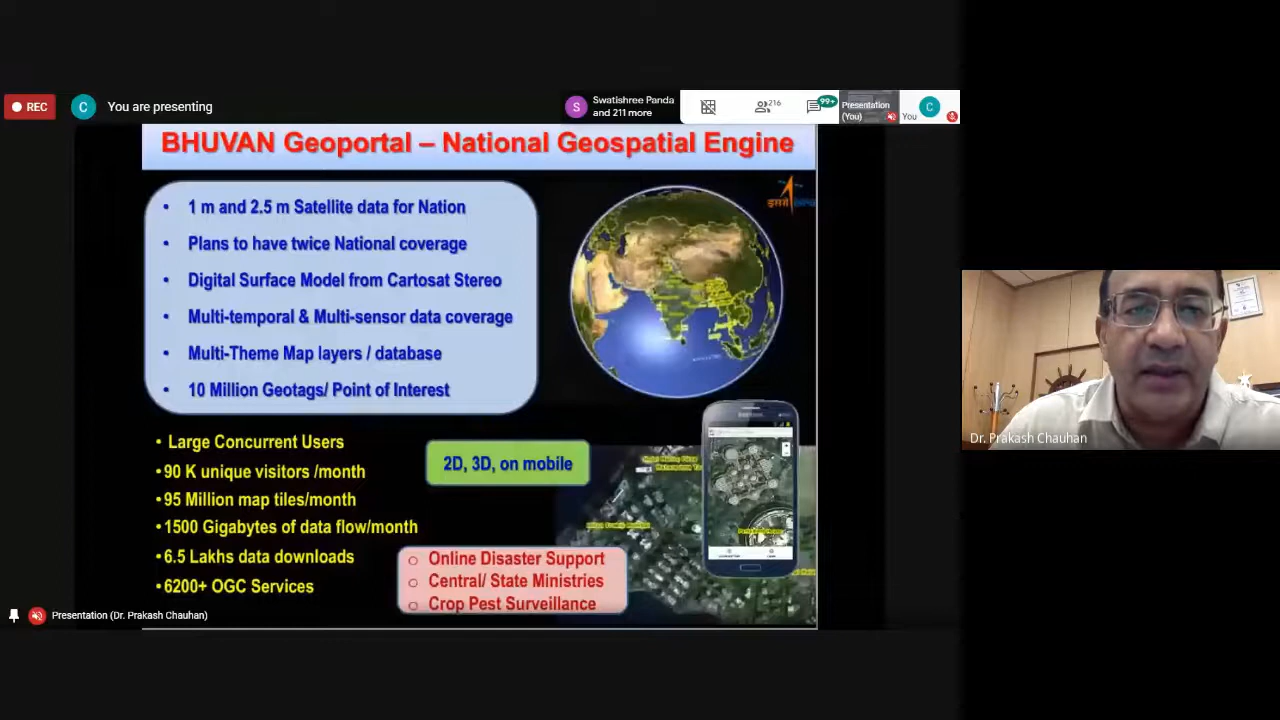 REC
C
You are presenting
S
Swatishree Panda
and 211 more
216
99+
Presentation
(You)
You
C
BHUVAN Geoportal – National Geospatial Engine
• 1 m and 2.5 m Satellite data for Nation
• Plans to have twice National coverage
• Digital Surface Model from Cartosat Stereo
• Multi-temporal & Multi-sensor data coverage
• Multi-Theme Map layers / database
• 10 Million Geotags/ Point of Interest
इसरो
• Large Concurrent Users
•90 K unique visitors /month
•95 Million map tiles/month
•1500 Gigabytes of data flow/month
•6.5 Lakhs data downloads
•6200+ OGC Services
2D, 3D, on mobile
o Online Disaster Support
o Central/ State Ministries
o Crop Pest Surveillance
Presentation (Dr. Prakash Chauhan)
Dr. Prakash Chauhan